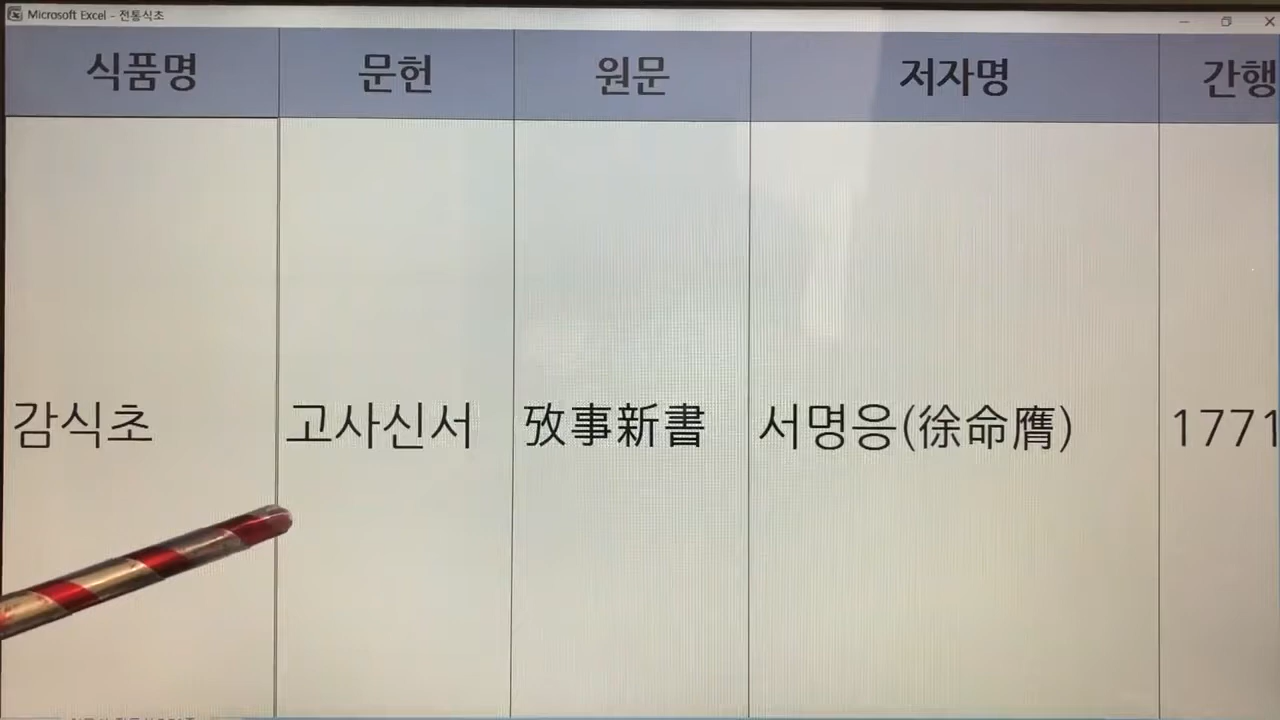 Microsoft Excel - 전통식초
식품명 문헌 원문 저자명 간행
감식초 고사신서 攷事新書 서명응(徐命膺) 1771